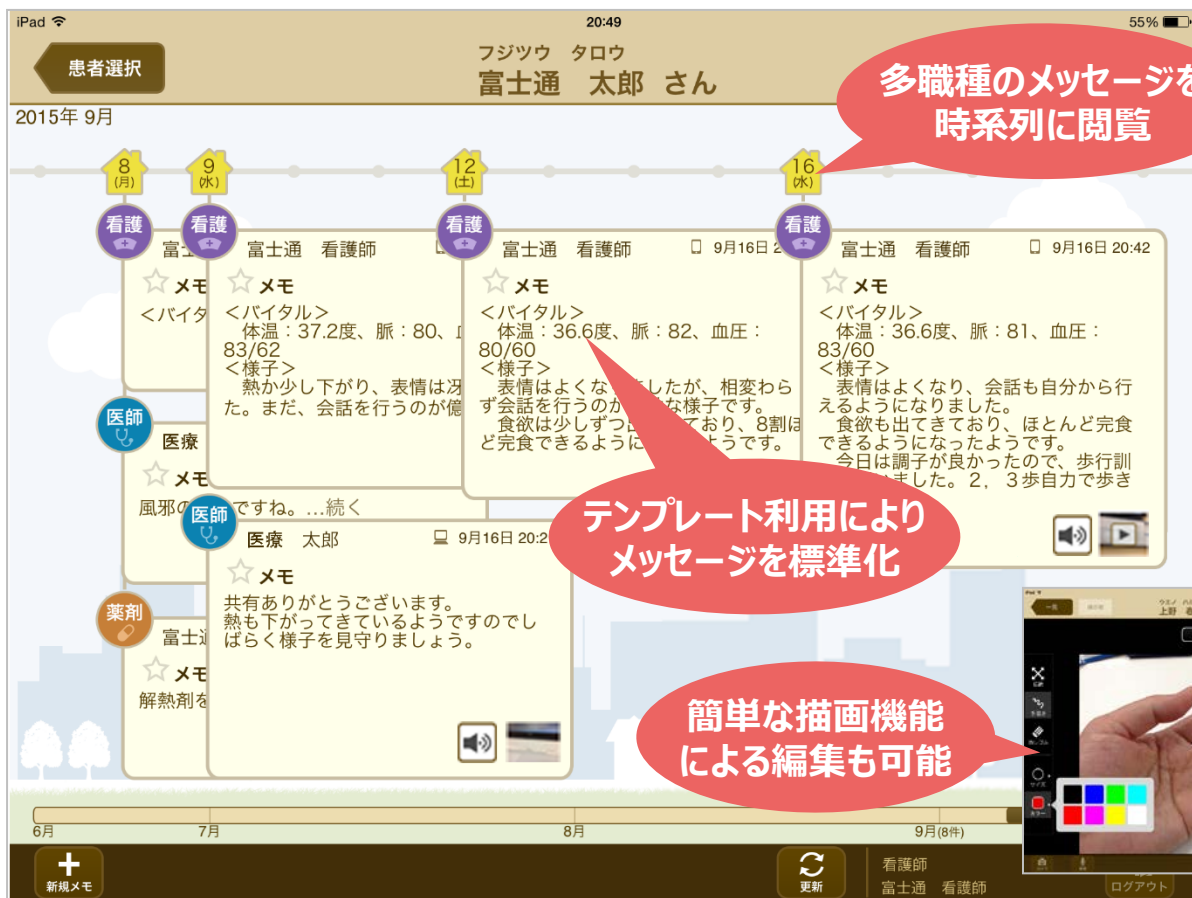 iPad
20:49
55%
患者選択
フジツウ タロウ
富士通 太郎 さん
多職種のメッセージを
時系列に閲覧
2015年 9月
8
(月)
9
(水)
12
(土)
16
(水)
看護
看護
看護
看護
富士
メモ
<バイタ
富士通 看護師
メモ
<バイタル>
体温:37.2度、脈:80、
83/62
<様子>
熱か少し下がり、表情は冴
た。まだ、会話を行うのが億
富士通 看護師
9月16日 2
メモ
<バイタル>
体温:36.6度、脈:82、血圧:
80/60
<様子>
表情はよくな したが、相変わら
ず会話を行うのが な様子です。
食欲は少しずつ ており、8割ほ
ど完食できるように ようです。
富士通 看護師
9月16日 20:42
メモ
<バイタル>
体温:36.6度、脈:81、血圧:
83/60
<様子>
表情はよくなり、会話も自分から行
えるようになりました。
食欲も出てきており、ほとんど完食
できるようになったようです。
今日は調子が良かったので、歩行訓
ました。2，3歩自力で歩き
医師
医療
メモ
風邪の ですね。...続く
テンプレート利用により
メッセージを標準化
医師
医療 太郎
9月16日 20:2
メモ
共有ありがとうございます。
熱も下がってきているようですのでし
ばらく様子を見守りましょう。
薬剤
富士通
メモ
解熱剤を
簡単な描画機能
による編集も可能
一覧
上野
サイズ
カラー
6月
7月
8月
9月(8件)
新規メモ
更新
看護師
富士通 看護師
ログアウト